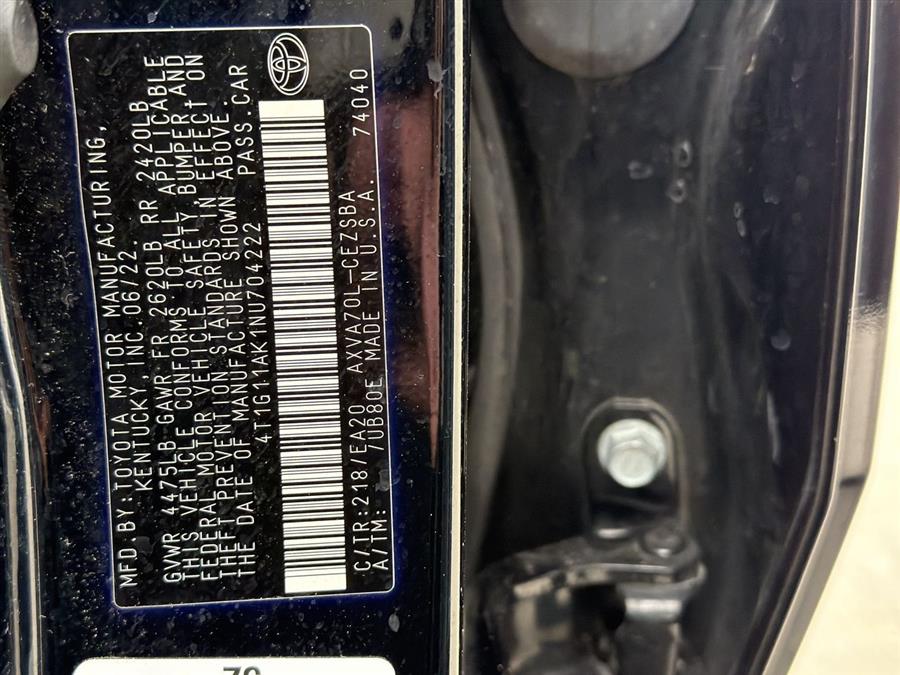 MFD.BY:TOYOTA MOTOR MANUFACTURING,
KENTUCKY INC. 06/22.
GVWR 4475LB GAWR FR 2620LB RR 2420LB
THIS VEHICLE CONFORMS TO ALL APPLICABLE
FEDERAL MOTOR VEHICLE SAFETY, BUMPER, AND
THEFT PREVENTION STANDARDS IN EFFECT ON
THE DATE OF MANUFACTURE SHOWN ABOVE.
4T1G11AK1NU704222 PASS.CAR
C/TR:218/EA20 AXVA70L-CEZSBA 74040
A/TM: -- /UB80E MADE IN U.S.A.